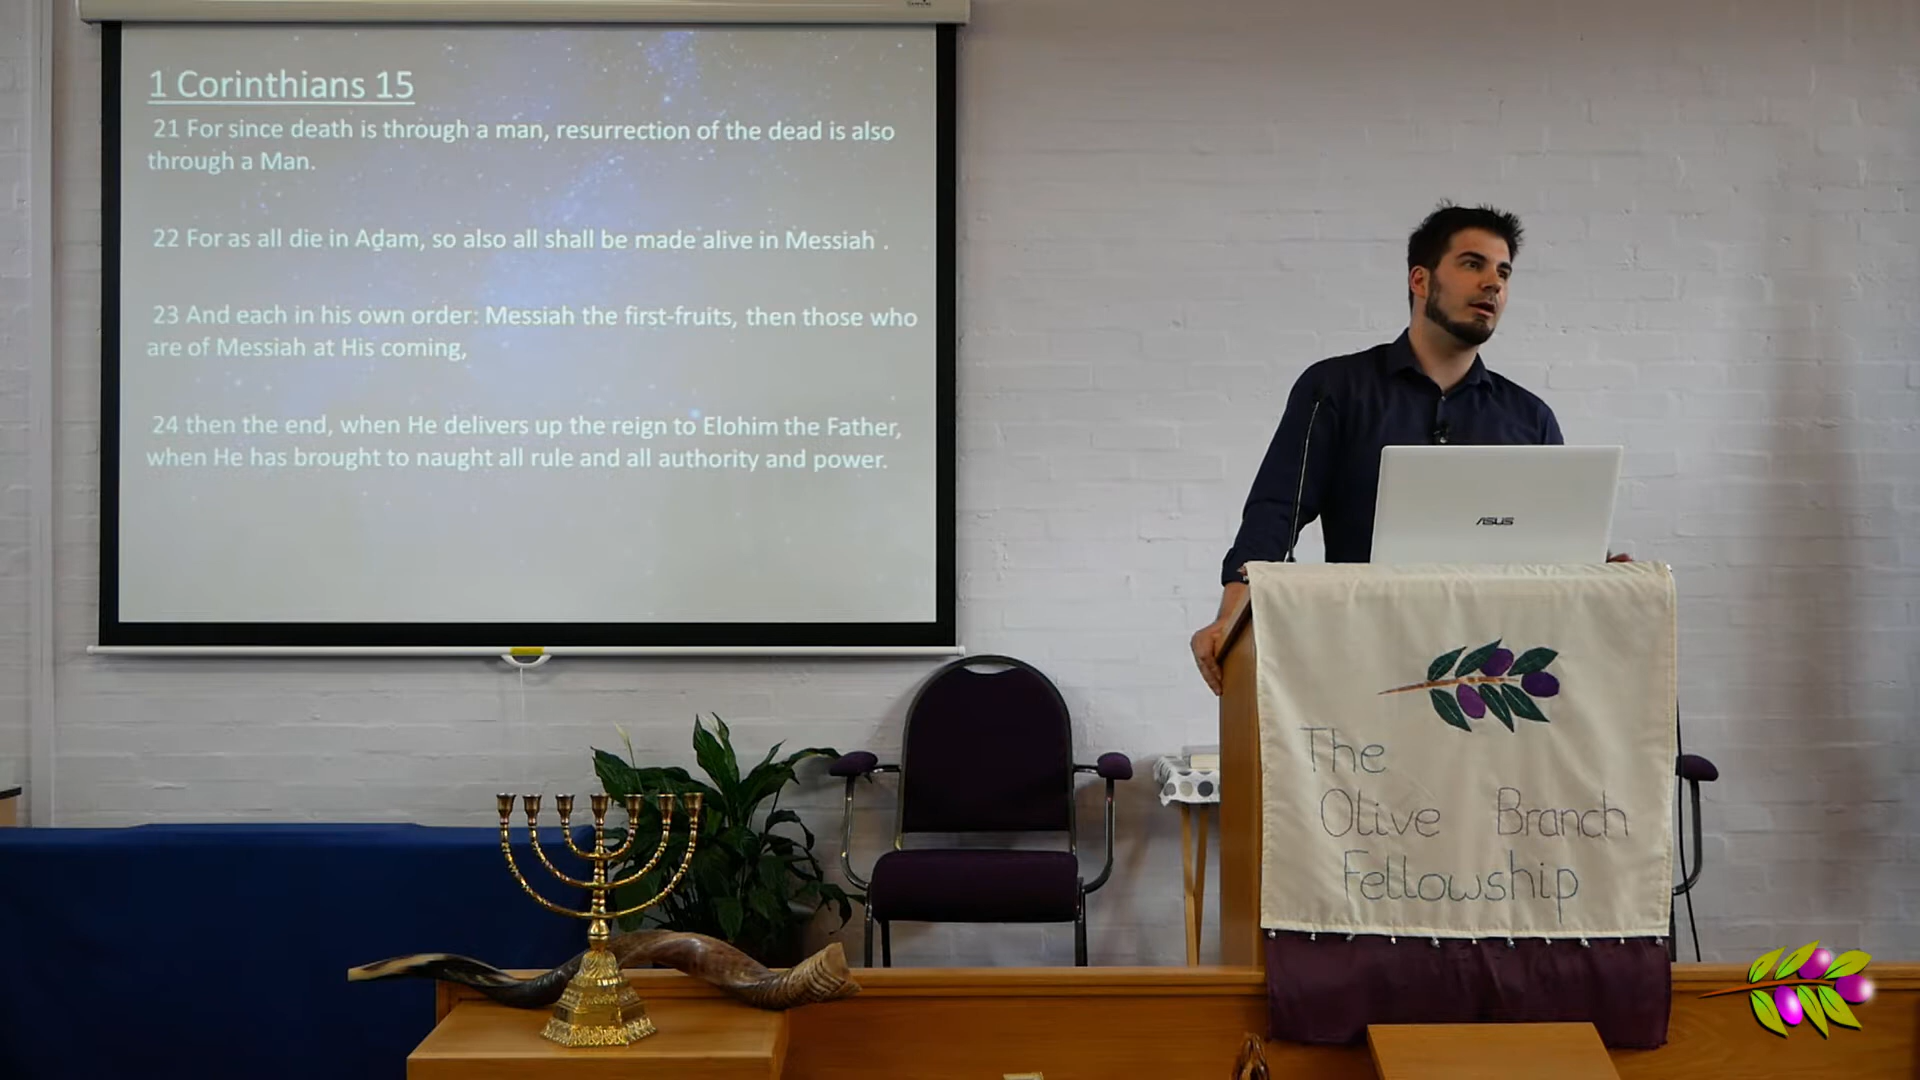 1 Corinthians 15
21 For since death is through a man, resurrection of the dead is also
through a Man.
22 For as all die in Adam, so also all shall be made alive in Messiah .
23 And each in his own order: Messiah the first-fruits, then those who
are of Messiah at His coming,
24 then the end, when He delivers up the reign to Elohim the Father,
when He has brought to naught all rule and all authority and power.
ASUS
The
Olive Branch
Fellowship